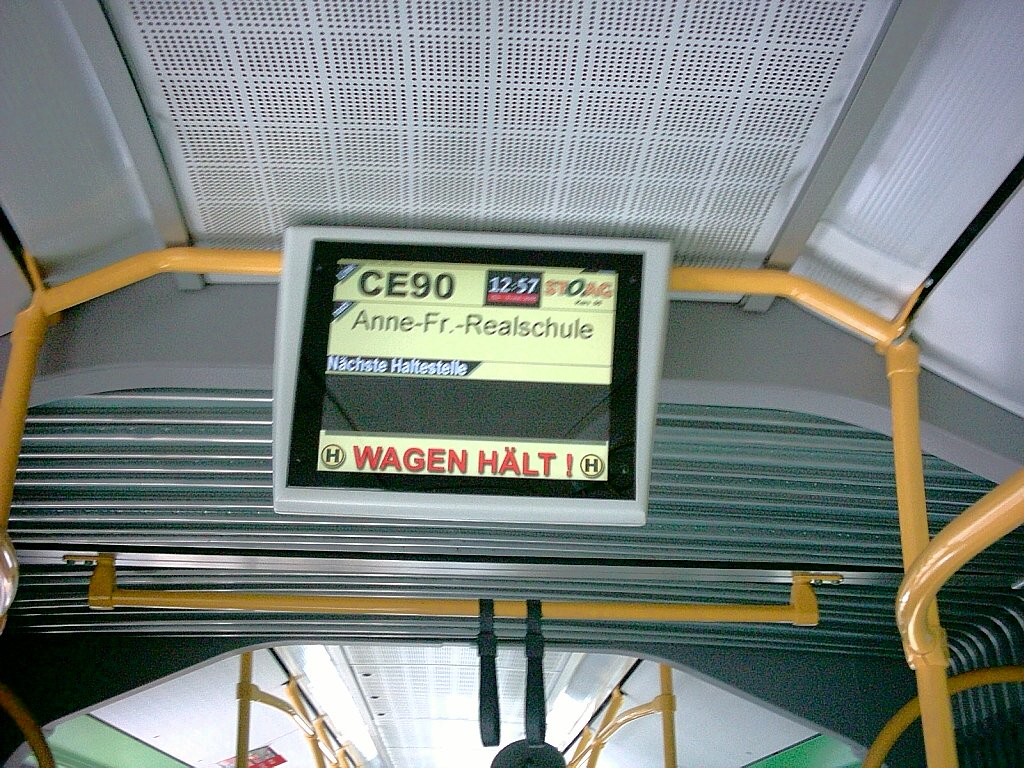 CE90 12:57 STOAG
Anne-Fr.-Realschule
Nächste Haltestelle
H WAGEN HÄLT ! H